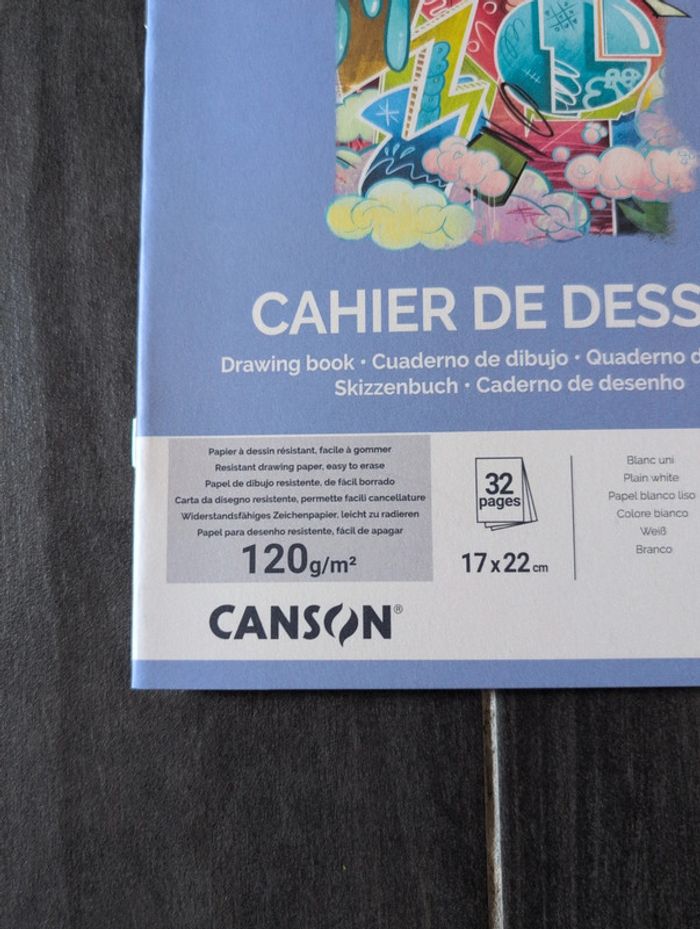 CAHIER DE DESS
Drawing book • Cuaderno de dibujo • Quaderno d
Skizzenbuch • Caderno de desenho
Papier à dessin résistant, facile à gommer
Resistant drawing paper, easy to erase
Papel de dibujo resistente, de fácil borrado
Carta da disegno resistente, permette facili cancellature
Widerstandsfähiges Zeichenpapier, leicht zu radieren
Papel para desenho resistente, fácil de apagar
120g/m²
32
pages
17 x 22 cm
Blanc uni
Plain white
Papel blanco liso
Colore bianco
Weiß
Branco
CANSON®